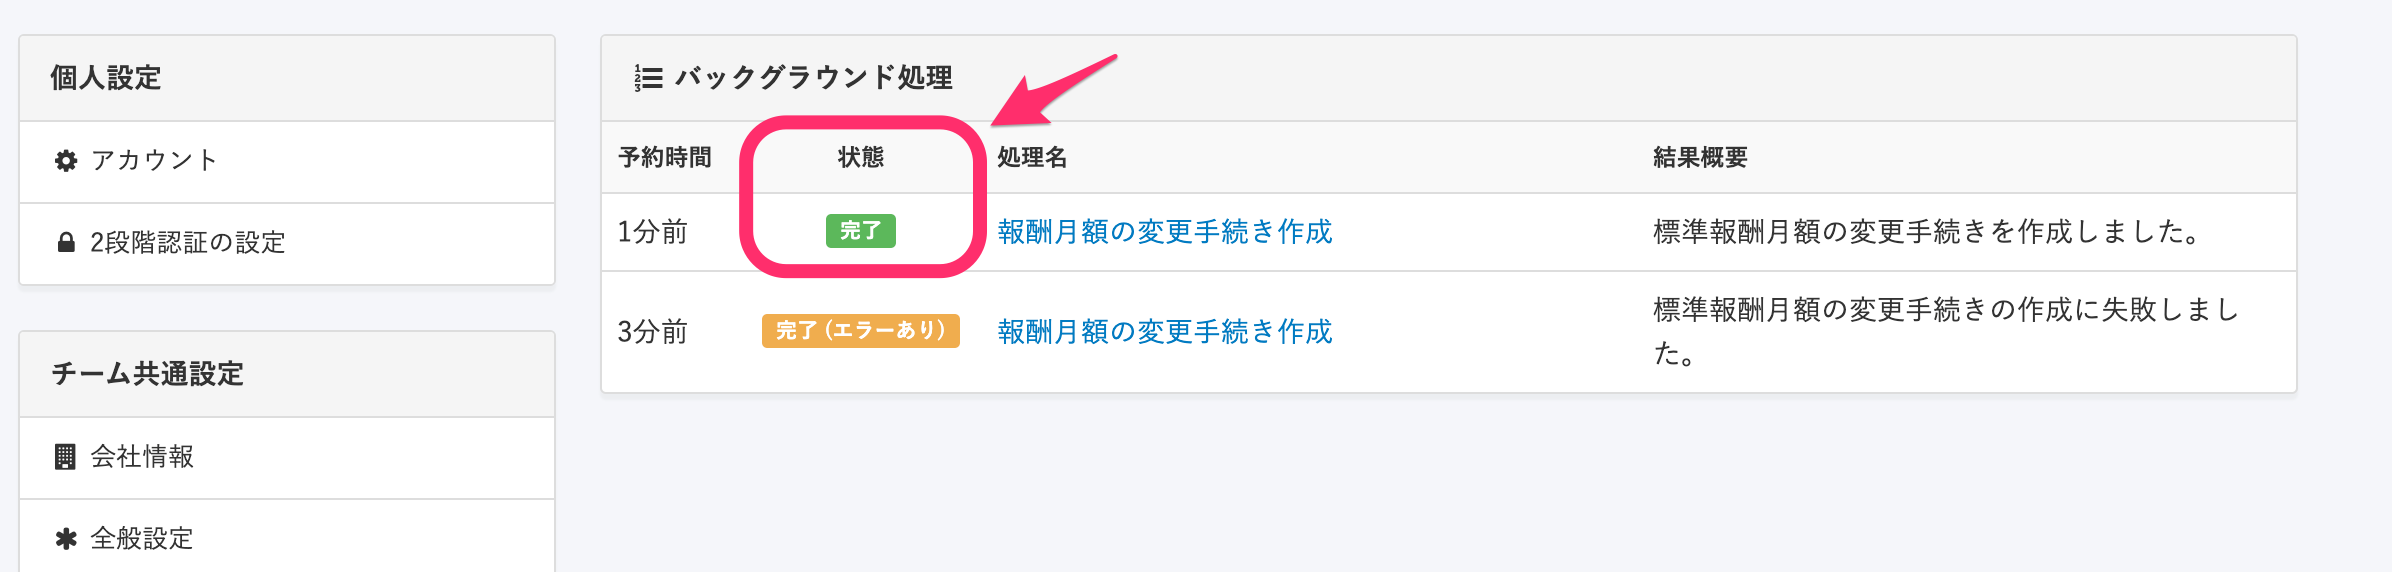 個人設定
アカウント
2段階認証の設定
チーム共通設定
会社情報
全般設定
バックグラウンド処理
予約時間 状態 処理名 結果概要
1分前 完了 報酬月額の変更手続き作成 標準報酬月額の変更手続きを作成しました。
3分前 完了(エラーあり) 報酬月額の変更手続き作成 標準報酬月額の変更手続きの作成に失敗しまし
た。